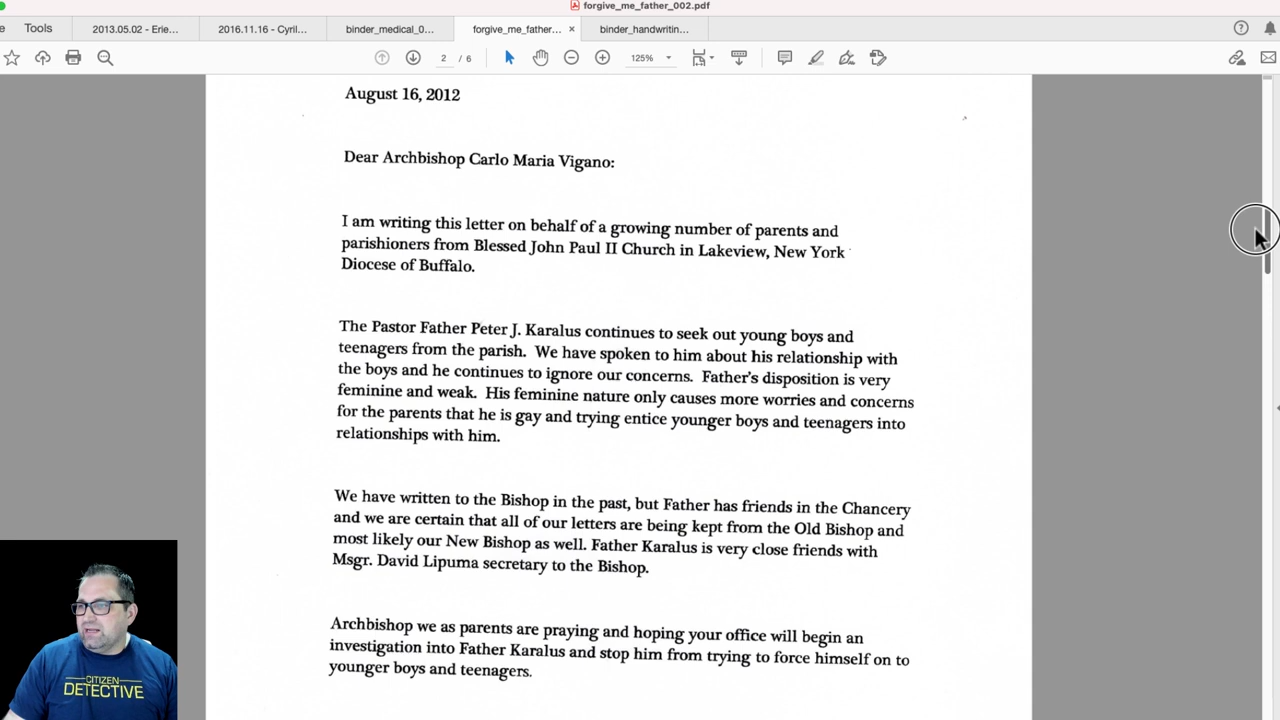 forgive_me_father_002.pdf
e Tools 2013.05.02 - Erie... 2016.11.16 - Cyril... binder_medical_0... forgive_me_father... × binder_handwritin... ?
2 / 6 125%
August 16, 2012
Dear Archbishop Carlo Maria Vigano:
I am writing this letter on behalf of a growing number of parents and
parishioners from Blessed John Paul II Church in Lakeview, New York
Diocese of Buffalo.
The Pastor Father Peter J. Karalus continues to seek out young boys and
teenagers from the parish. We have spoken to him about his relationship with
the boys and he continues to ignore our concerns. Father's disposition is very
feminine and weak. His feminine nature only causes more worries and concerns
for the parents that he is gay and trying entice younger boys and teenagers into
relationships with him.
We have written to the Bishop in the past, but Father has friends in the Chancery
and we are certain that all of our letters are being kept from the Old Bishop and
most likely our New Bishop as well. Father Karalus is very close friends with
Msgr. David Lipuma secretary to the Bishop.
Archbishop we as parents are praying and hoping your office will begin an
investigation into Father Karalus and stop him from trying to force himself on to
younger boys and teenagers.
CITIZEN
DETECTIVE